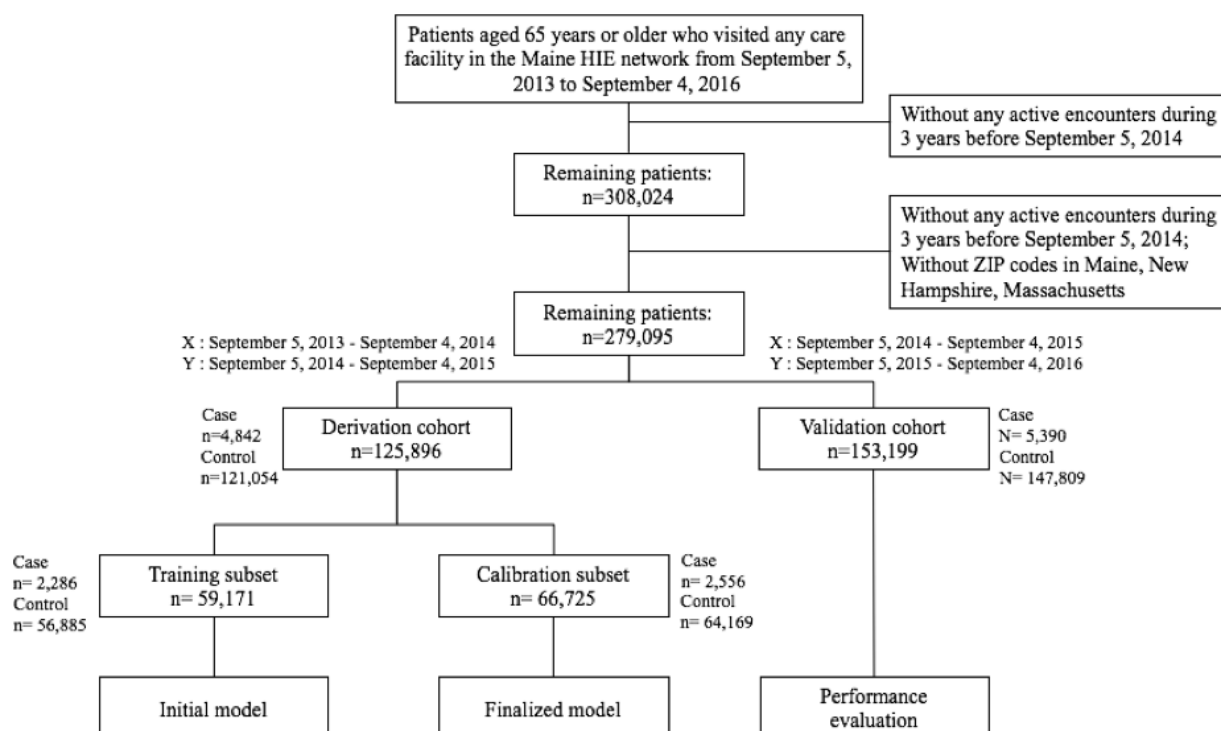 Patients aged 65 years or older who visited any care
facility in the Maine HIE network from September 5,
2013 to September 4, 2016
Without any active encounters during
3 years before September 5, 2014
Remaining patients:
n=308,024
Without any active encounters during
3 years before September 5, 2014;
Without ZIP codes in Maine, New
Hampshire, Massachusetts
Remaining patients:
n=279,095
X : September 5, 2013 - September 4, 2014
Y : September 5, 2014 - September 4, 2015
X : September 5, 2014 - September 4, 2015
Y : September 5, 2015 - September 4, 2016
Case
n=4,842
Control
n=121,054
Derivation cohort
n=125,896
Validation cohort
n=153,199
Case
N= 5,390
Control
N= 147,809
Case
n= 2,286
Control
n= 56,885
Training subset
n= 59,171
Calibration subset
n= 66,725
Case
n= 2,556
Control
n= 64,169
Initial model
Finalized model
Performance
evaluation